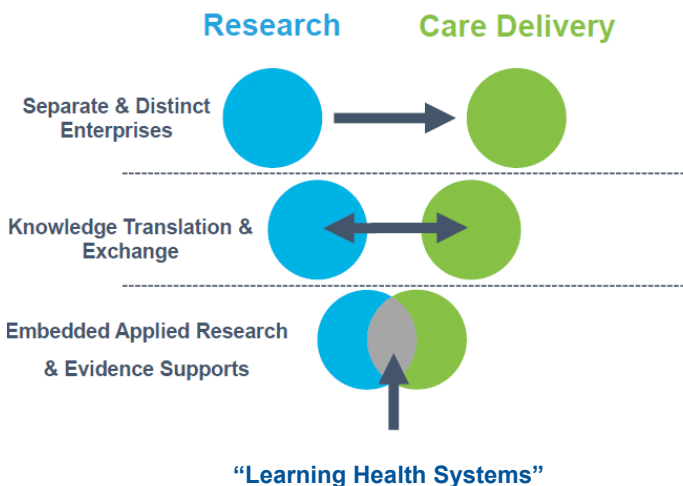 Research
Care Delivery
Separate & Distinct
Enterprises
Knowledge Translation &
Exchange
Embedded Applied Research
& Evidence Supports
“Learning Health Systems”